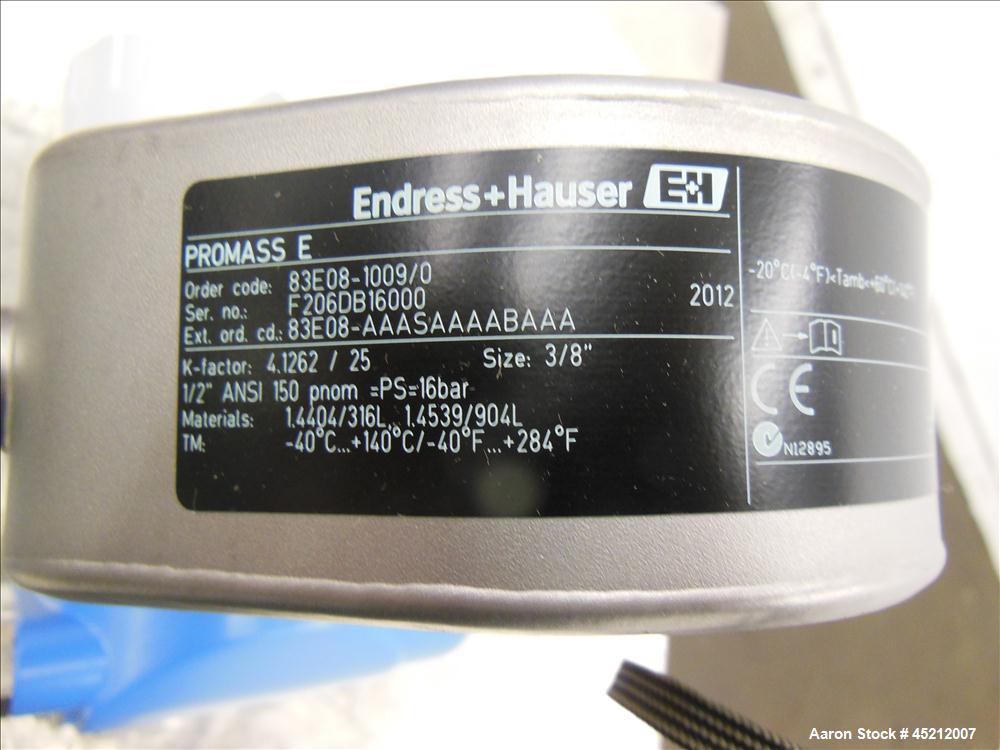 Endress+Hauser E+H
PROMASS E
Order code: 83E08-1009/0
Ser. no.: F206DB16000
Ext. ord. cd.: 83E08-AAASAAAABAAA
2012
K-factor: 4.1262 / 25 Size: 3/8"
1/2" ANSI 150 pnom =PS=16bar
Materials: 1.4404/316L, 1.4539/904L
TM: -40°C...+140°C/-40°F...+284°F
-20°C(-4°F)<Tamb<+60°C
CE
N12895
Aaron Stock # 45212007